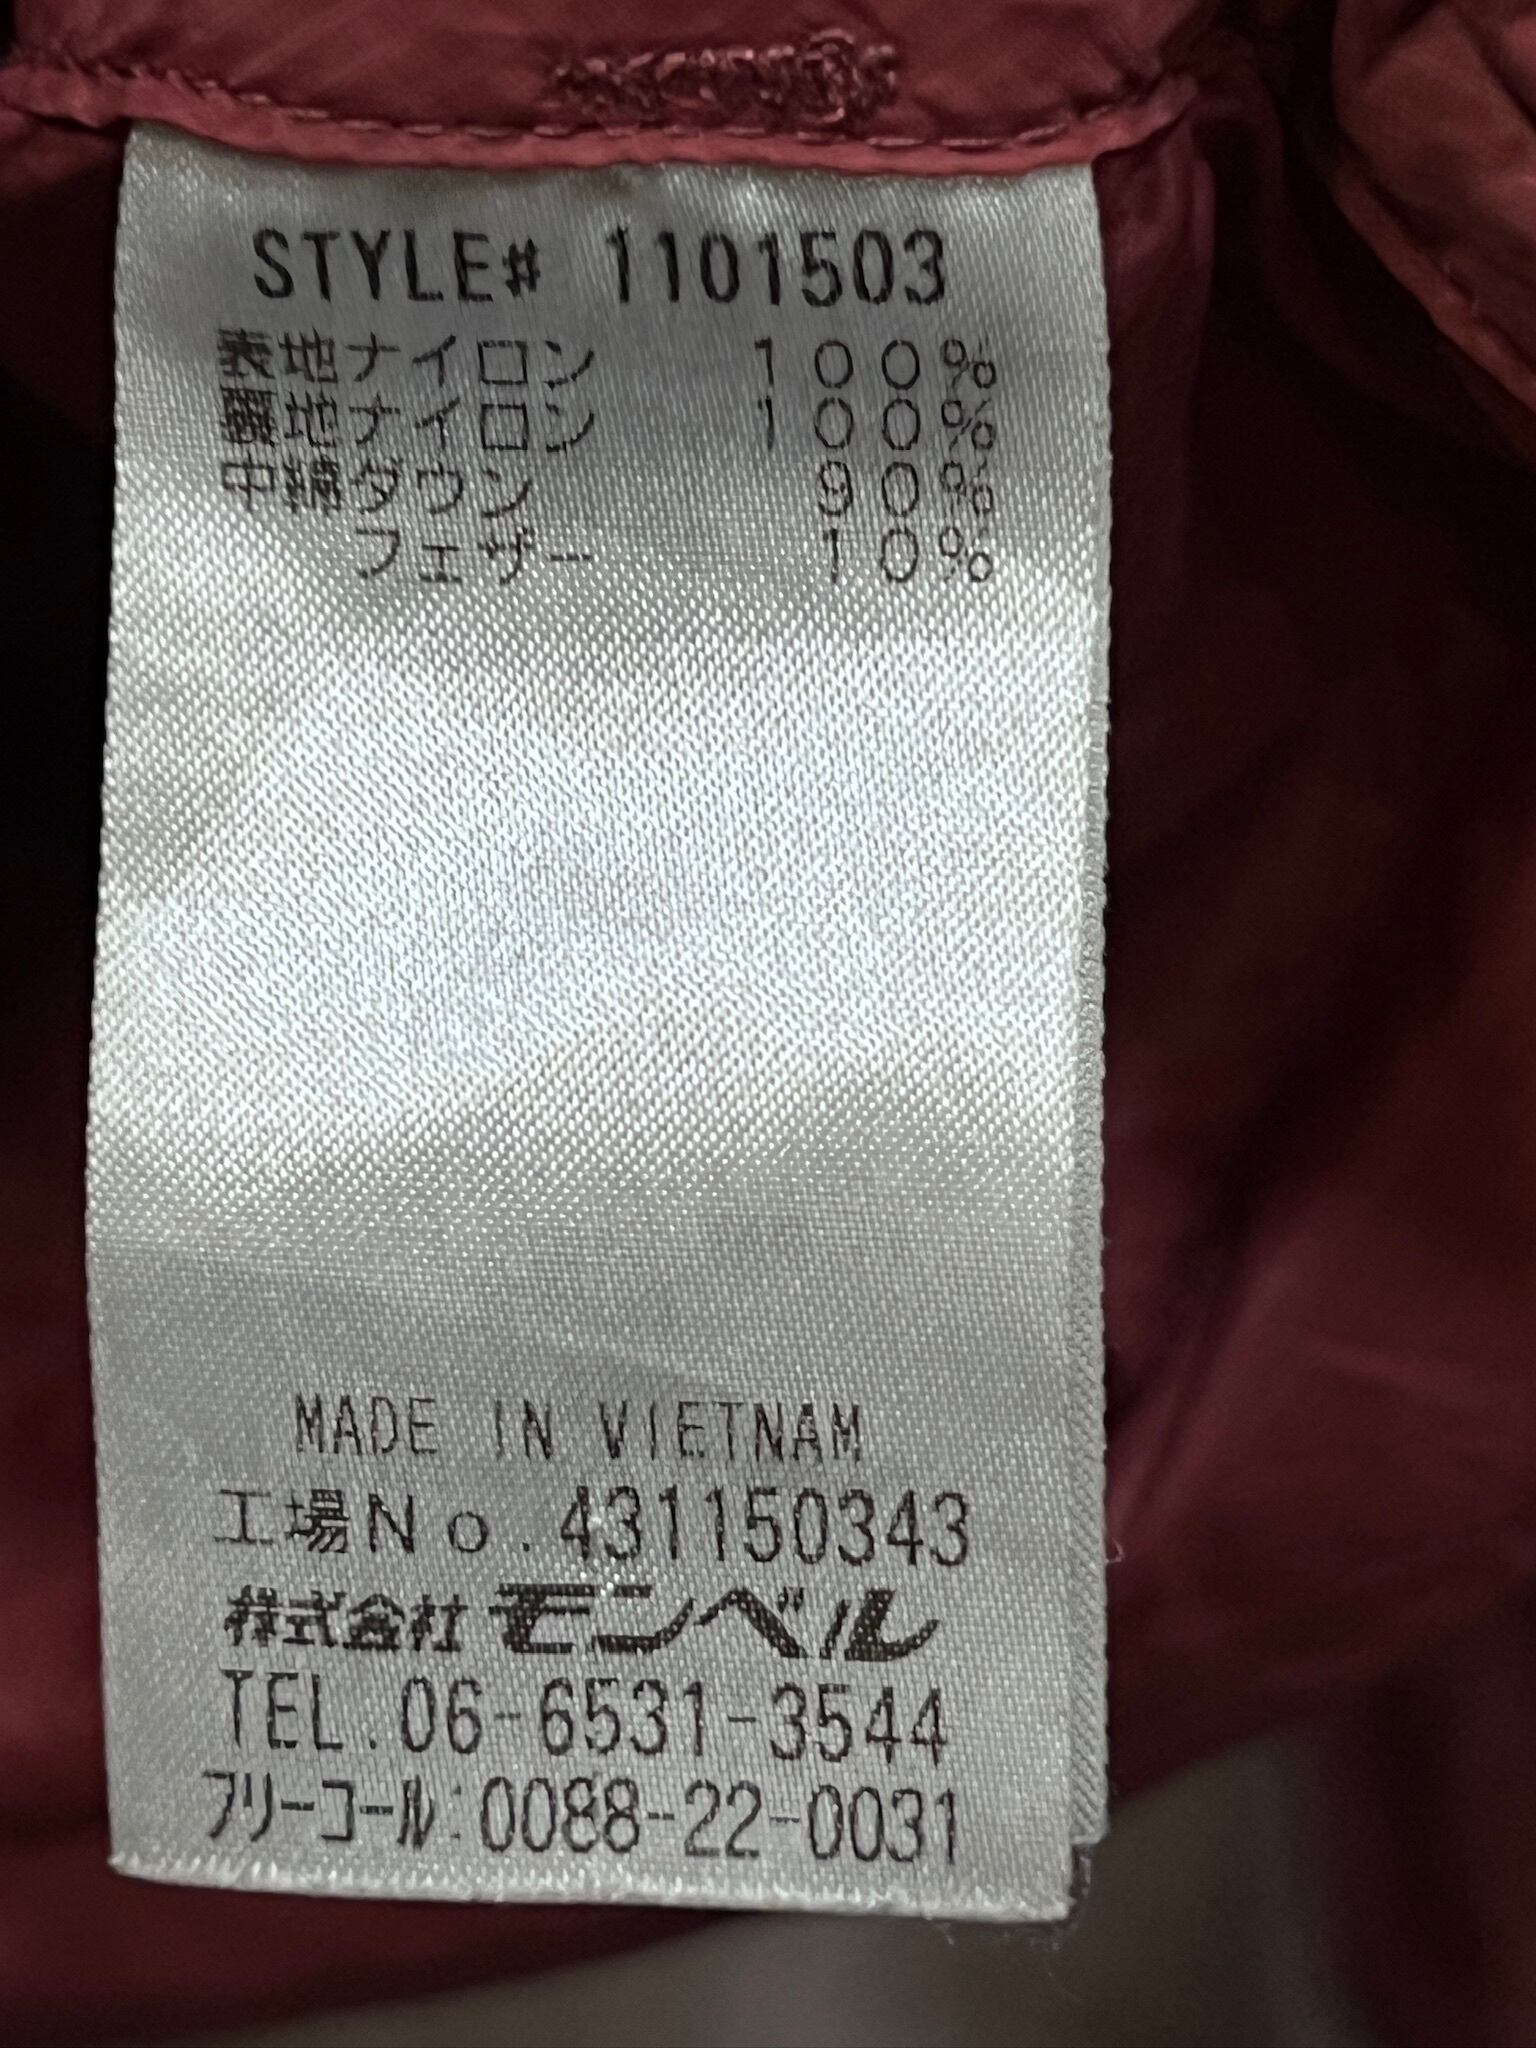 STYLE# 1101503
表地ナイロン 100%
裏地ナイロン 100%
中綿ダウン 90%
フェザー 10%
MADE IN VIETNAM
工場No.431150343
株式会社モンベル
TEL.06-6531-3544
フリーコール:0088-22-0031